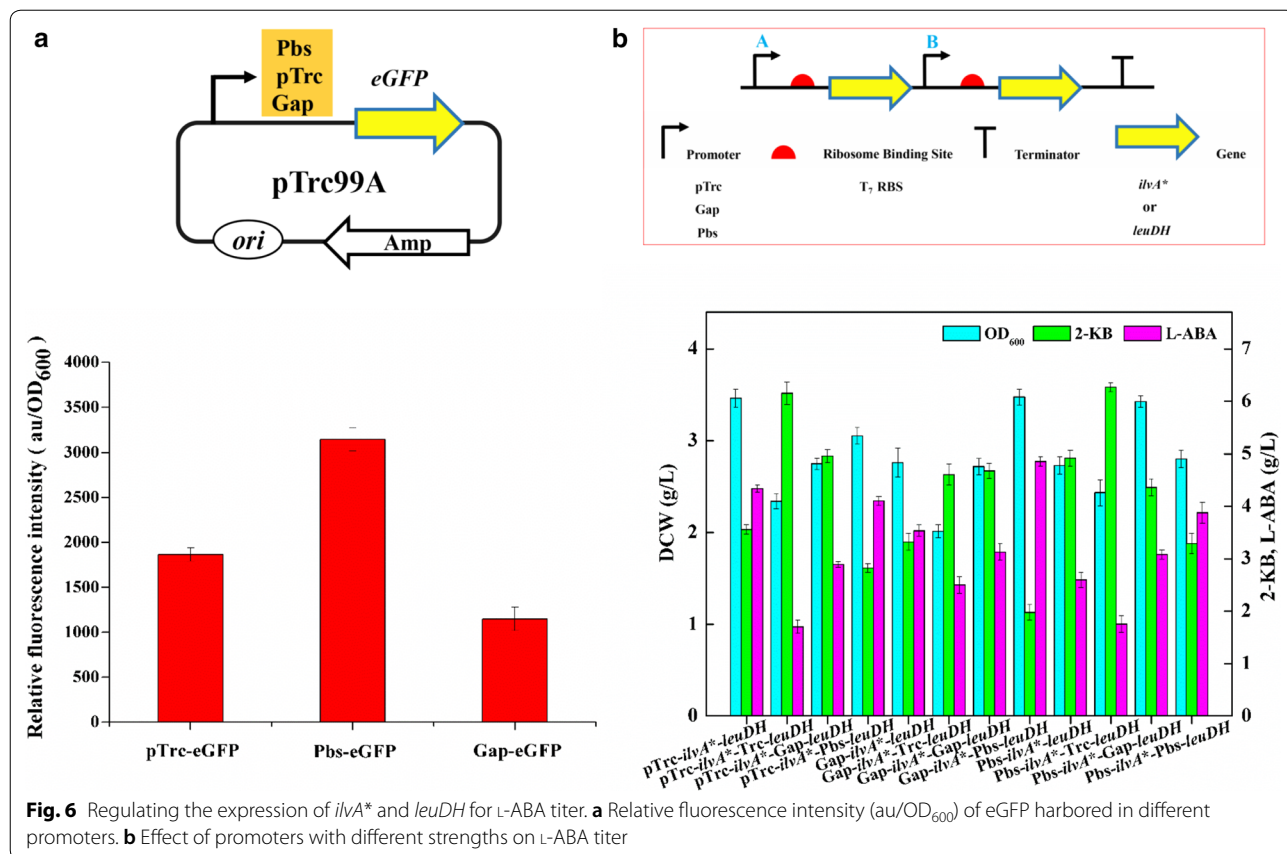 a
Pbs
pTrc
Gap
eGFP
pTrc99A
ori
Amp
Relative fluorescence intensity ( au/OD600)
4000
3500
3000
2500
2000
1500
1000
500
0
pTrc-eGFP
Pbs-eGFP
Gap-eGFP
b
A
B
Promoter
Ribosome Binding Site
Terminator
Gene
pTrc
Gap
Pbs
T7 RBS
ilvA*
or
leuDH
OD600
2-KB
L-ABA
DCW (g/L)
4
3
2
1
0
2-KB, L-ABA (g/L)
7
6
5
4
3
2
1
0
pTrc-ilvA*-leuDH
pTrc-ilvA*-Trc-leuDH
pTrc-ilvA*-Gap-leuDH
pTrc-ilvA*-Pbs-leuDH
Gap-ilvA*-leuDH
Gap-ilvA*-Trc-leuDH
Gap-ilvA*-Gap-leuDH
Gap-ilvA*-Pbs-leuDH
Pbs-ilvA*-leuDH
Pbs-ilvA*-Trc-leuDH
Pbs-ilvA*-Gap-leuDH
Pbs-ilvA*-Pbs-leuDH
Fig. 6 Regulating the expression of ilvA* and leuDH for L-ABA titer. a Relative fluorescence intensity (au/OD600) of eGFP harbored in different
promoters. b Effect of promoters with different strengths on L-ABA titer